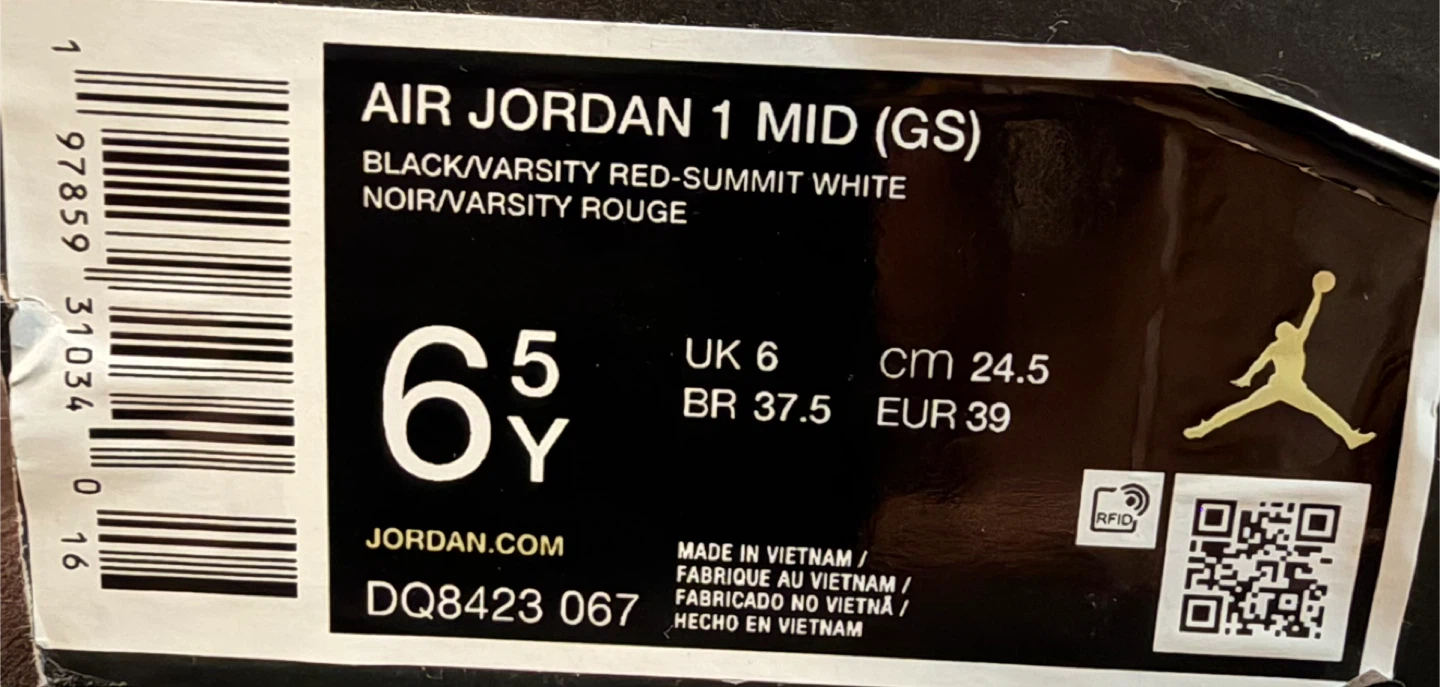 1 97859 31034 0 16
AIR JORDAN 1 MID (GS)
BLACK/VARSITY RED-SUMMIT WHITE
NOIR/VARSITY ROUGE
6 5 Y
UK 6 cm 24.5
BR 37.5 EUR 39
RFID
JORDAN.COM
DQ8423 067
MADE IN VIETNAM /
FABRIQUE AU VIETNAM /
FABRICADO NO VIETNÃ /
HECHO EN VIETNAM